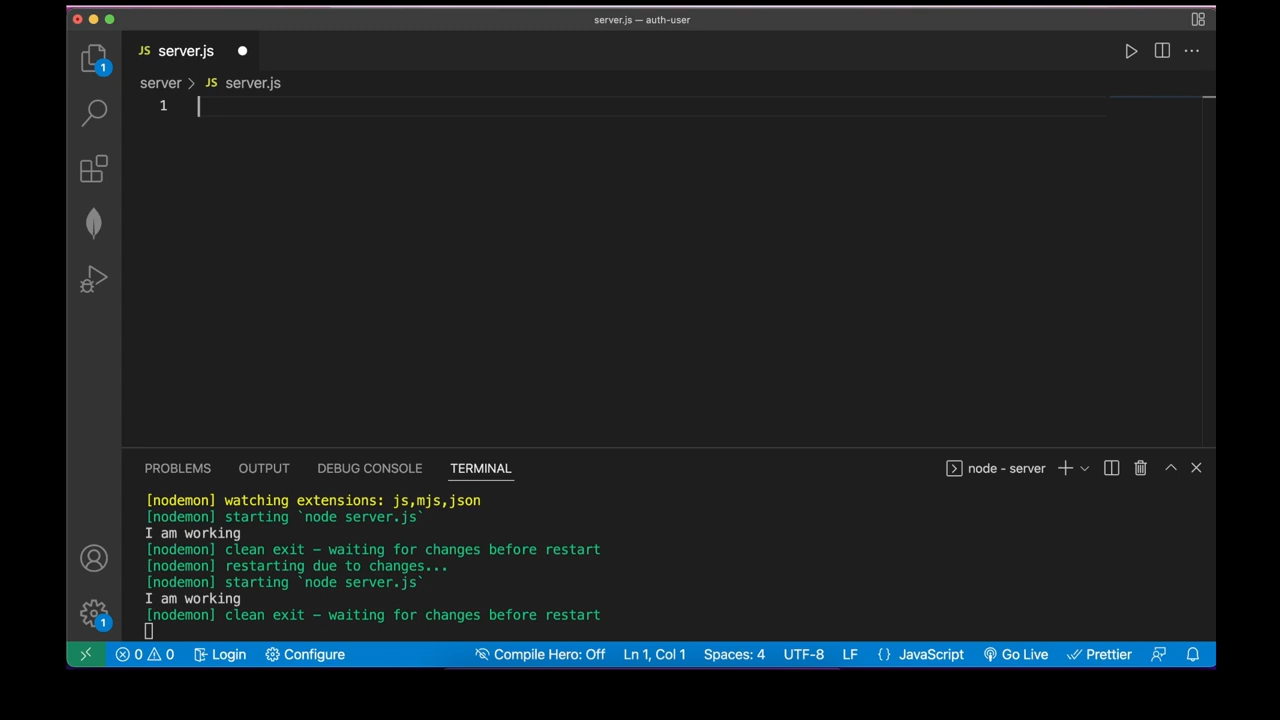 server.js — auth-user
JS server.js
server > JS server.js
1
1
PROBLEMS OUTPUT DEBUG CONSOLE TERMINAL
node - server
[nodemon] watching extensions: js,mjs,json
[nodemon] starting `node server.js`
I am working
[nodemon] clean exit - waiting for changes before restart
[nodemon] restarting due to changes...
[nodemon] starting `node server.js`
I am working
[nodemon] clean exit - waiting for changes before restart
1
0 0 Login Configure Compile Hero: Off Ln 1, Col 1 Spaces: 4 UTF-8 LF {} JavaScript Go Live Prettier